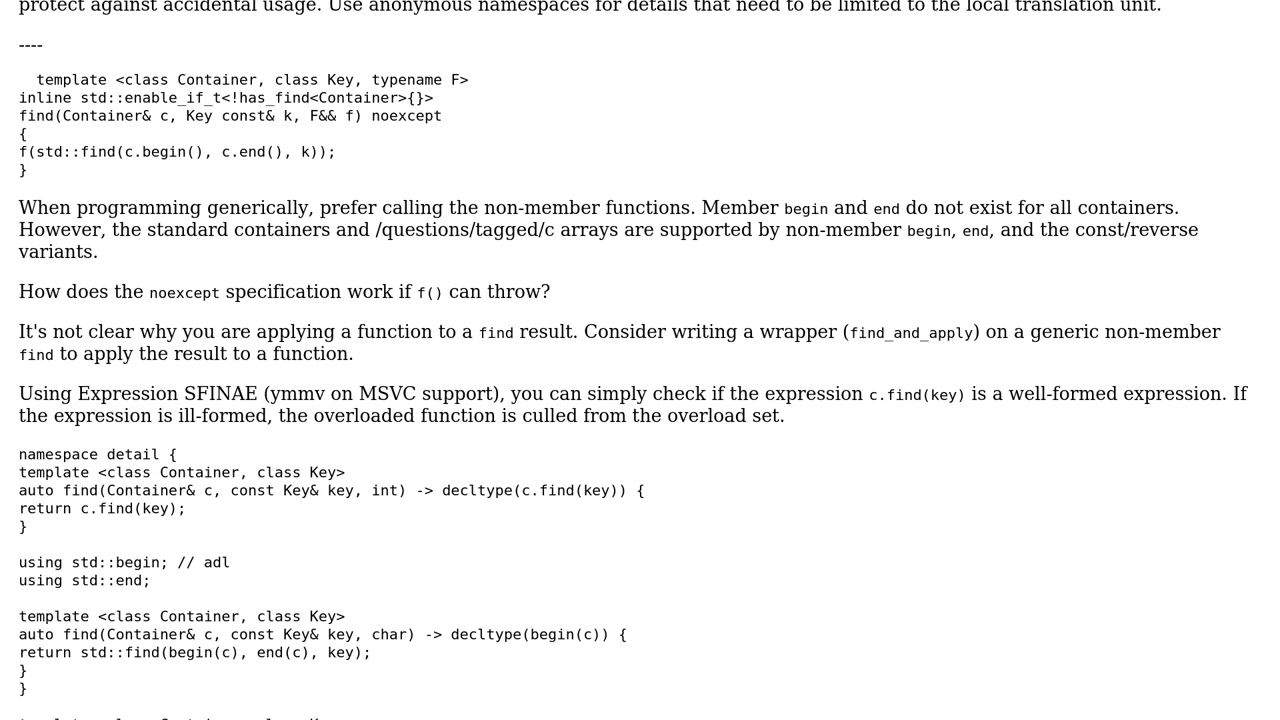 protect against accidental usage. Use anonymous namespaces for details that need to be limited to the local translation unit.
----
template <class Container, class Key, typename F>
inline std::enable_if_t<!has_find<Container>{}>
find(Container& c, Key const& k, F&& f) noexcept
{
f(std::find(c.begin(), c.end(), k));
}
When programming generically, prefer calling the non-member functions. Member begin and end do not exist for all containers.
However, the standard containers and /questions/tagged/c arrays are supported by non-member begin, end, and the const/reverse
variants.
How does the noexcept specification work if f() can throw?
It's not clear why you are applying a function to a find result. Consider writing a wrapper (find_and_apply) on a generic non-member
find to apply the result to a function.
Using Expression SFINAE (ymmv on MSVC support), you can simply check if the expression c.find(key) is a well-formed expression. If
the expression is ill-formed, the overloaded function is culled from the overload set.
namespace detail {
template <class Container, class Key>
auto find(Container& c, const Key& key, int) -> decltype(c.find(key)) {
return c.find(key);
}
using std::begin; // adl
using std::end;
template <class Container, class Key>
auto find(Container& c, const Key& key, char) -> decltype(begin(c)) {
return std::find(begin(c), end(c), key);
}
}